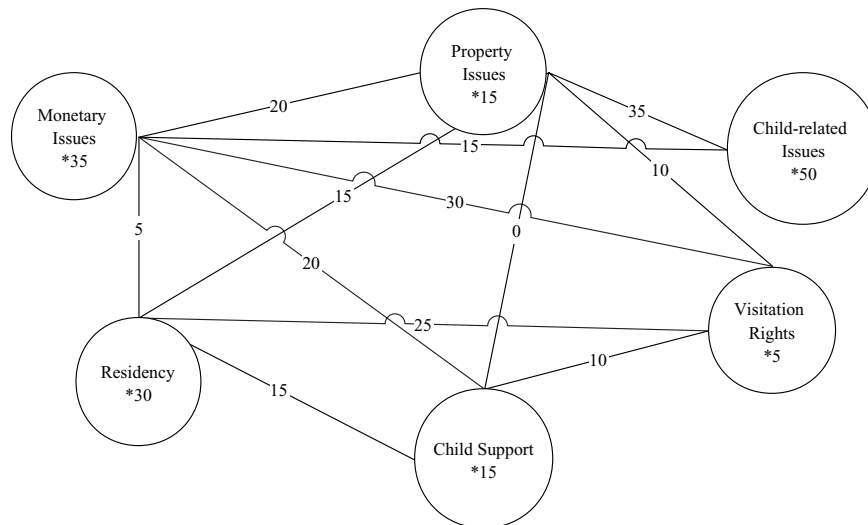 Property
Issues
*15
Monetary
Issues
*35
Child-related
Issues
*50
20
35
15
10
15
30
5
0
20
Visitation
Rights
*5
25
Residency
*30
15
10
Child Support
*15